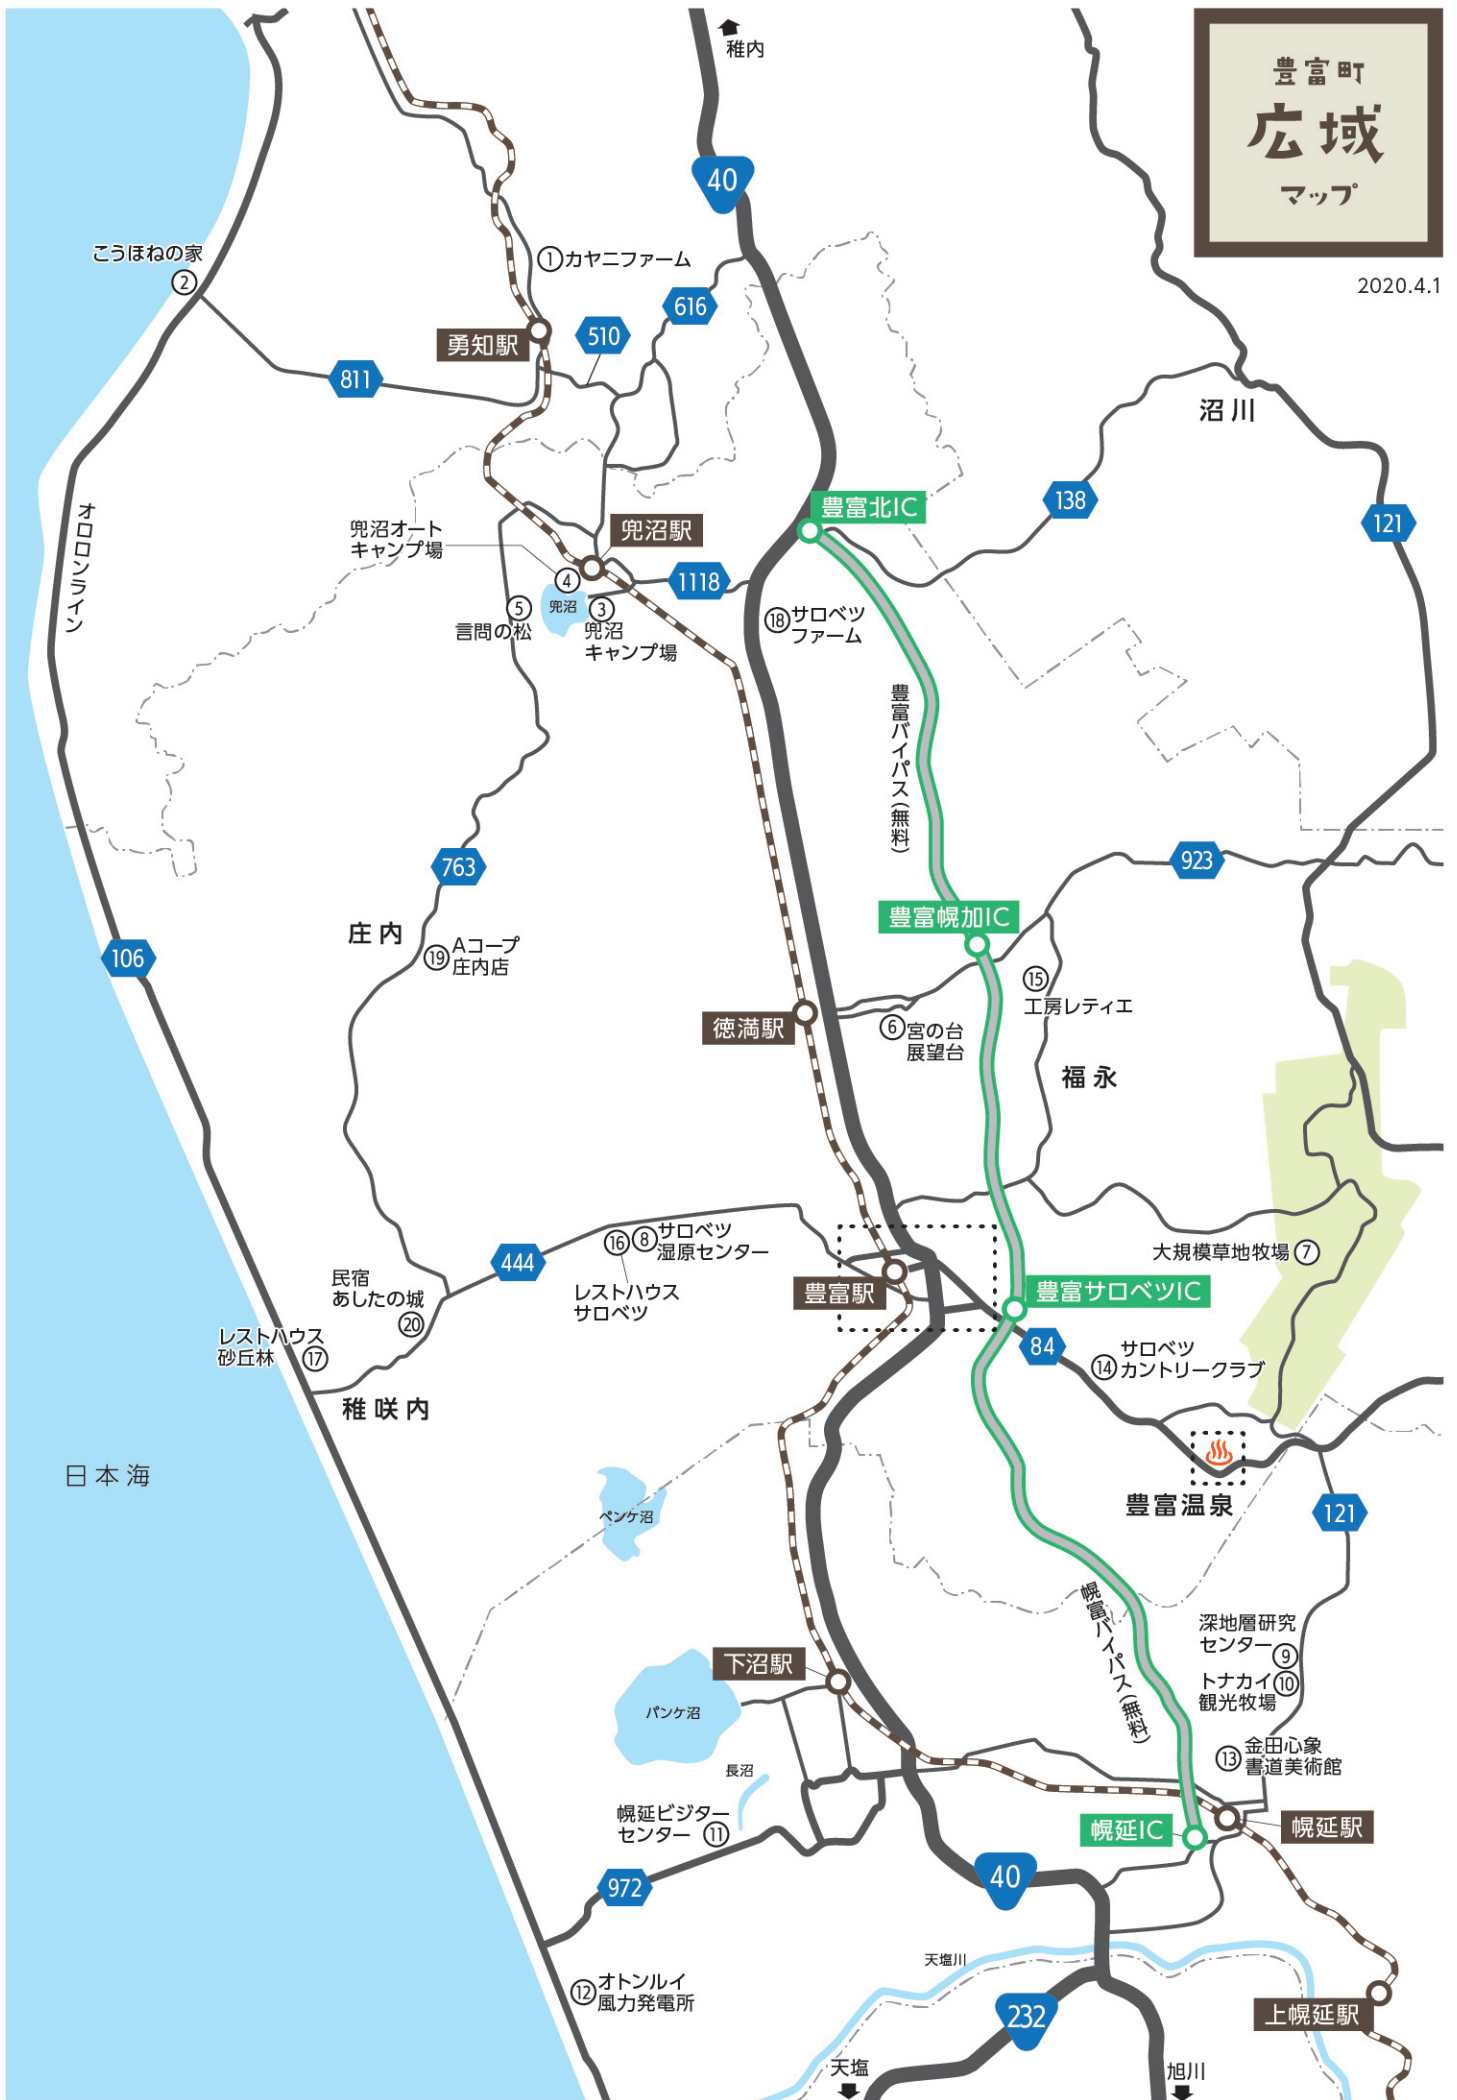 稚内
豊富町
広域
マップ
2020.4.1
40
こうほねの家
②
①カヤニファーム
616
勇知駅
510
811
沼川
138
121
オロロンライン
豊富北IC
兜沼オート
キャンプ場
兜沼駅
④
1118
兜沼
⑤
言問の松
③
兜沼
キャンプ場
⑱サロベツ
ファーム
豊富バイパス(無料)
763
923
庄内
⑲Aコープ
庄内店
豊富幌加IC
106
⑮
工房レティエ
徳満駅
⑥宮の台
展望台
福永
444
⑯⑧サロベツ
湿原センター
レストハウス
サロベツ
大規模草地牧場⑦
民宿
あしたの城
⑳
豊富駅
豊富サロベツIC
レストハウス
砂丘林 ⑰
84
⑭サロベツ
カントリークラブ
稚咲内
日本海
ペンケ沼
豊富温泉
121
幌富バイパス(無料)
深地層研究
センター⑨
トナカイ⑩
観光牧場
下沼駅
パンケ沼
⑬金田心象
書道美術館
長沼
幌延ビジター
センター ⑪
幌延IC
幌延駅
972
40
天塩川
⑫オトンルイ
風力発電所
232
上幌延駅
天塩
旭川